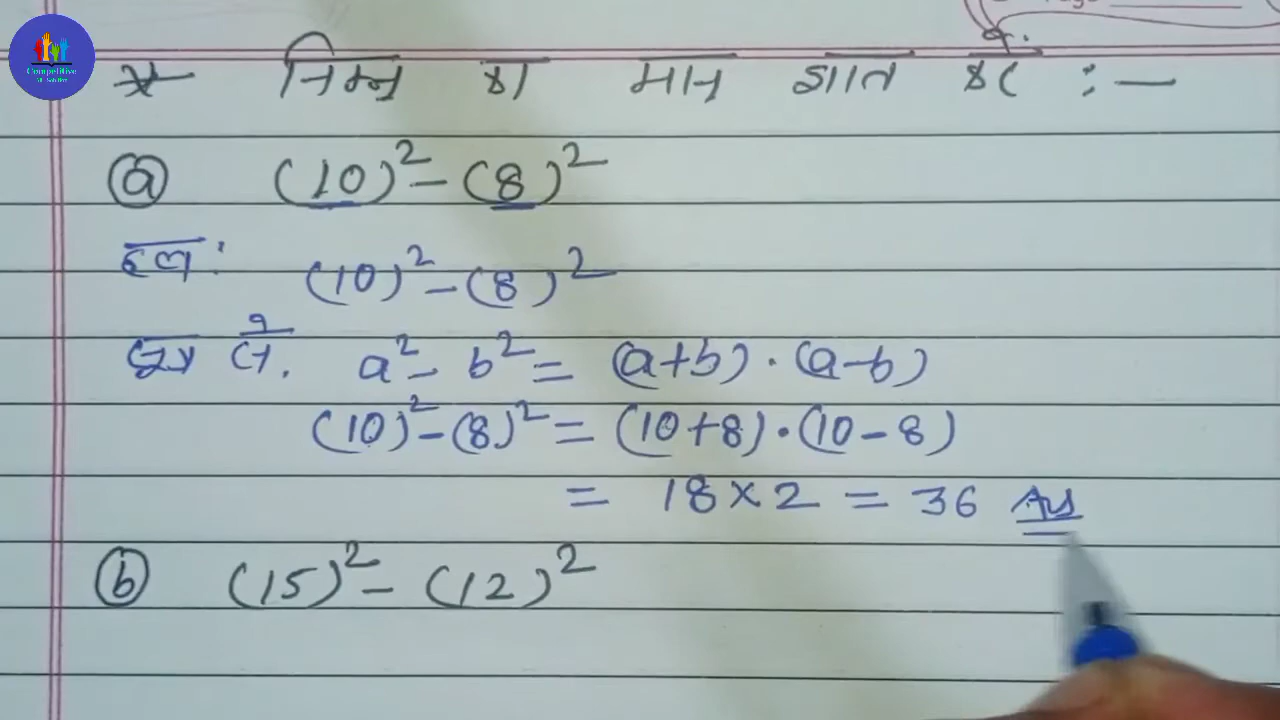 Competitive
* निम्न का मान ज्ञात करें :-
(a) (10)² - (8)²
हल: (10)² - (8)²
सूत्र से. a² - b² = (a+b) · (a-b)
(10)² - (8)² = (10+8) · (10-8)
= 18 × 2 = 36 Ans
(b) (15)² - (12)²